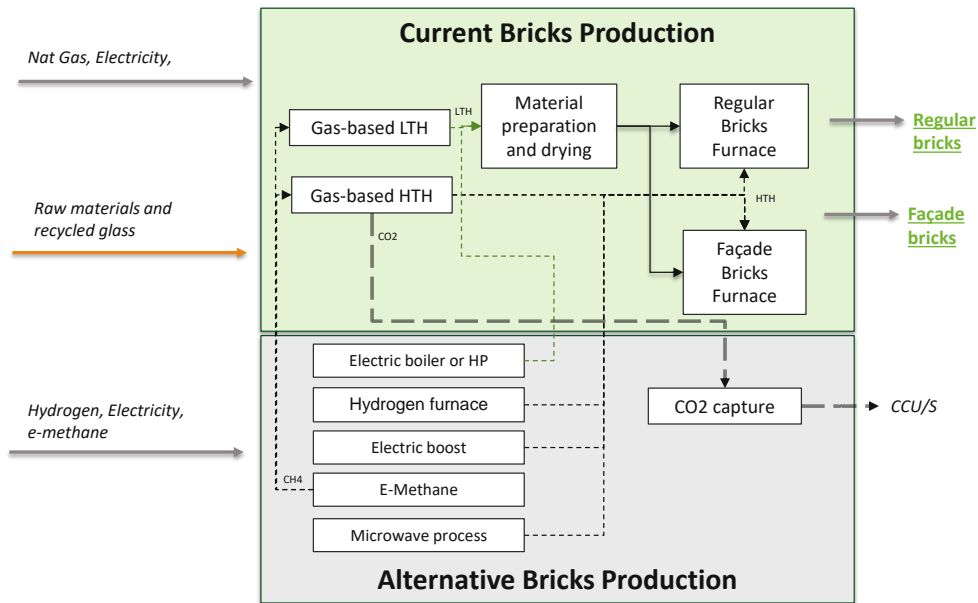 Current Bricks Production
Nat Gas, Electricity,
Gas-based LTH
LTH
Material
preparation
and drying
Regular
Bricks
Furnace
Regular
bricks
Gas-based HTH
HTH
Raw materials and
recycled glass
CO2
Façade
Bricks
Furnace
Façade
bricks
Electric boiler or HP
Hydrogen, Electricity,
e-methane
Hydrogen furnace
CO2 capture
CCU/S
Electric boost
CH4
E-Methane
Microwave process
Alternative Bricks Production